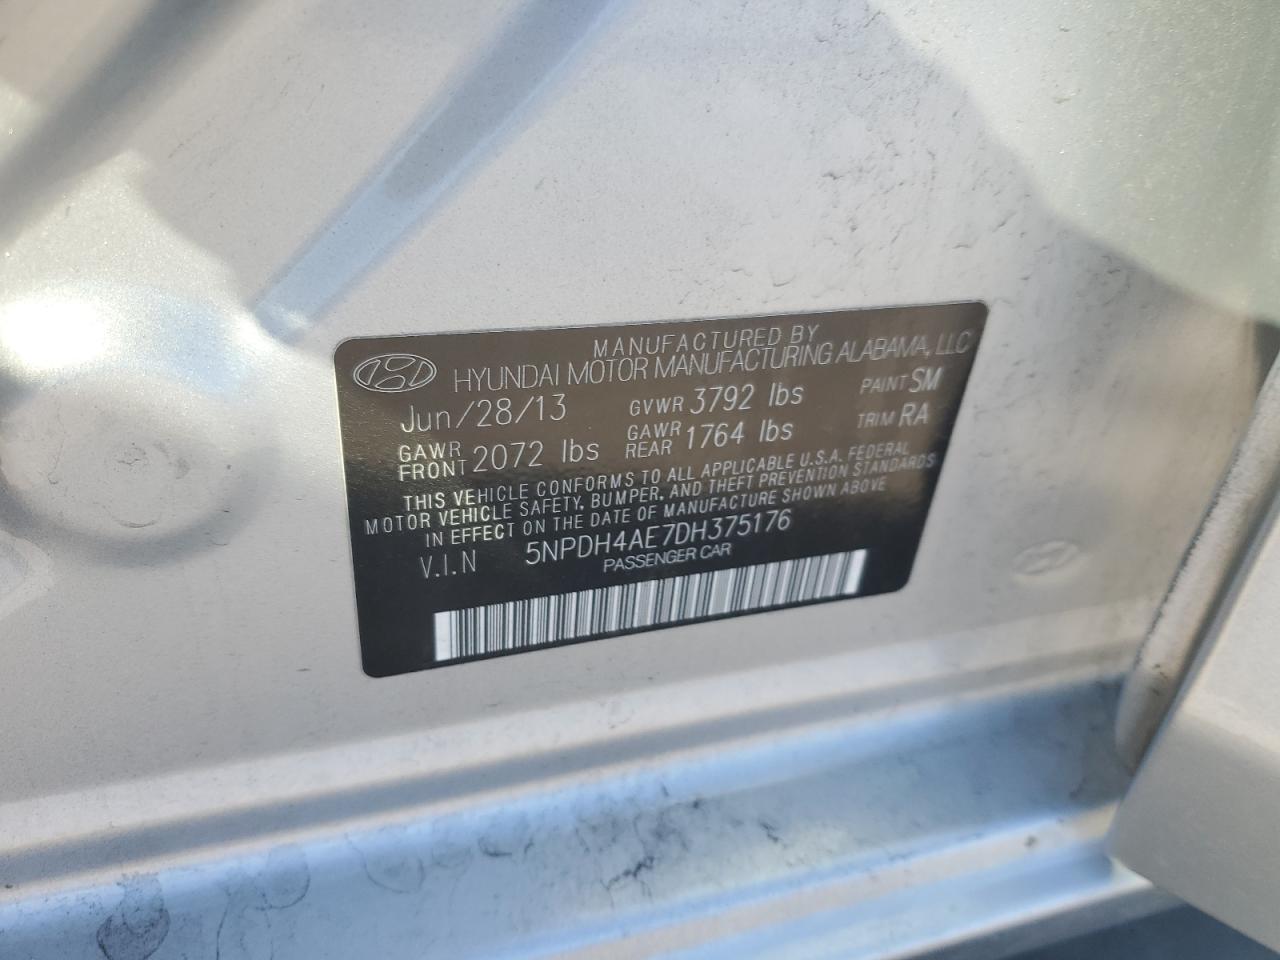 MANUFACTURED BY
HYUNDAI MOTOR MANUFACTURING ALABAMA, LLC
Jun/28/13 GVWR 3792 lbs PAINT SM
GAWR FRONT 2072 lbs GAWR REAR 1764 lbs TRIM RA
THIS VEHICLE CONFORMS TO ALL APPLICABLE U.S.A. FEDERAL
MOTOR VEHICLE SAFETY, BUMPER, AND THEFT PREVENTION STANDARDS
IN EFFECT ON THE DATE OF MANUFACTURE SHOWN ABOVE
V.I.N 5NPDH4AE7DH375176
PASSENGER CAR